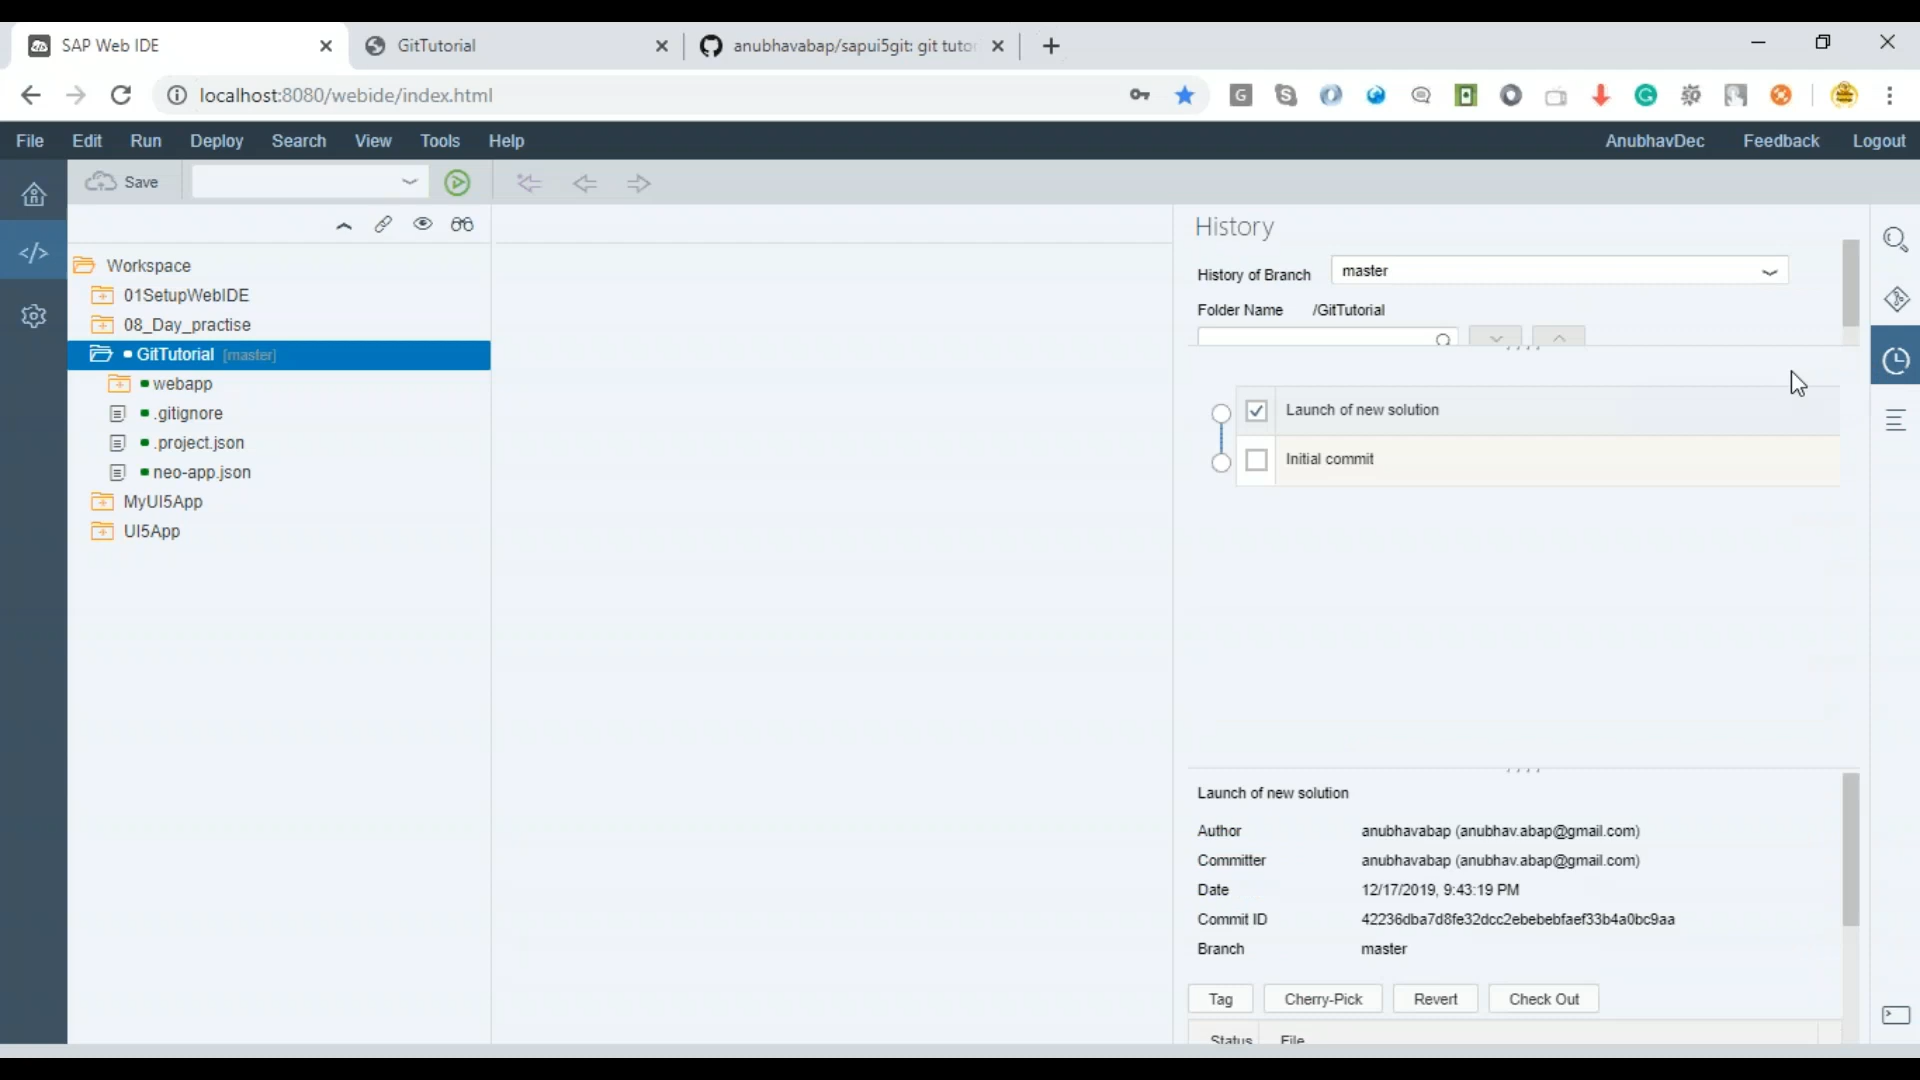 SAP Web IDE
GitTutorial
anubhavabap/sapui5git: git tuto
localhost:8080/webide/index.html
File Edit Run Deploy Search View Tools Help AnubhavDec Feedback Logout
Save
Workspace
01SetupWebIDE
08_Day_practise
GitTutorial [master]
webapp
.gitignore
.project.json
neo-app.json
MyUI5App
UI5App
History
History of Branch master
Folder Name /GitTutorial
Launch of new solution
Initial commit
Launch of new solution
Author anubhavabap (anubhav.abap@gmail.com)
Committer anubhavabap (anubhav.abap@gmail.com)
Date 12/17/2019, 9:43:19 PM
Commit ID 42236dba7d8fe32dcc2ebebebfaef33b4a0bc9aa
Branch master
Tag Cherry-Pick Revert Check Out
Status File